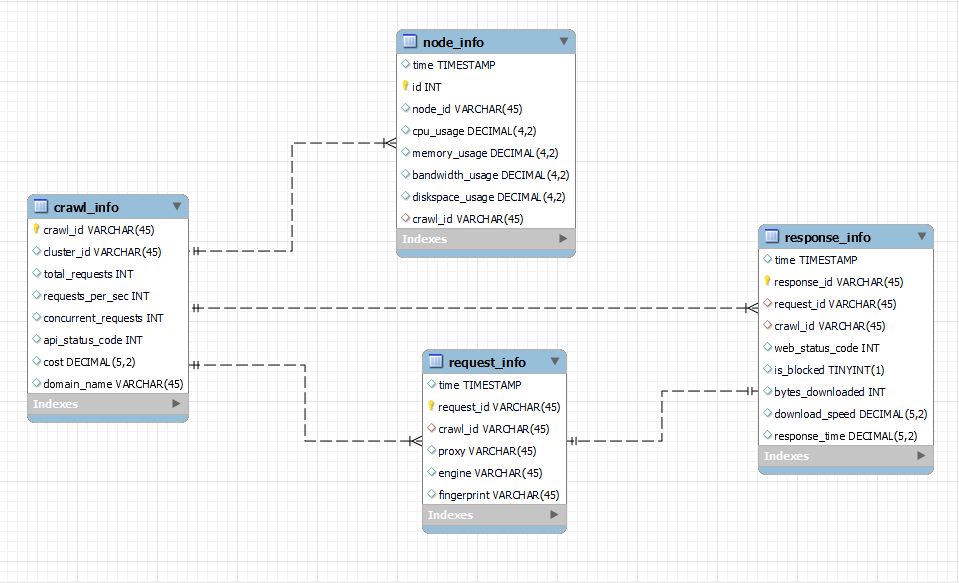 node_info
time TIMESTAMP
id INT
node_id VARCHAR(45)
cpu_usage DECIMAL(4,2)
memory_usage DECIMAL(4,2)
bandwidth_usage DECIMAL(4,2)
diskspace_usage DECIMAL(4,2)
crawl_id VARCHAR(45)
Indexes
crawl_info
crawl_id VARCHAR(45)
cluster_id VARCHAR(45)
total_requests INT
requests_per_sec INT
concurrent_requests INT
api_status_code INT
cost DECIMAL(5,2)
domain_name VARCHAR(45)
Indexes
response_info
time TIMESTAMP
response_id VARCHAR(45)
request_id VARCHAR(45)
crawl_id VARCHAR(45)
web_status_code INT
is_blocked TINYINT(1)
bytes_downloaded INT
download_speed DECIMAL(5,2)
response_time DECIMAL(5,2)
Indexes
request_info
time TIMESTAMP
request_id VARCHAR(45)
crawl_id VARCHAR(45)
proxy VARCHAR(45)
engine VARCHAR(45)
fingerprint VARCHAR(45)
Indexes